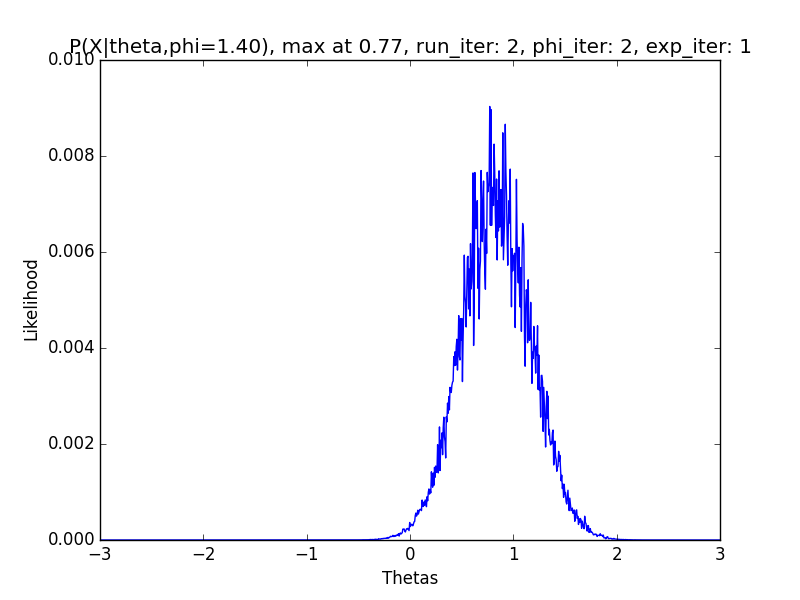 P(X|theta,phi=1.40), max at 0.77, run_iter: 2, phi_iter: 2, exp_iter: 1
0.010
0.008
0.006
0.004
0.002
0.000
Likelihood
−3 −2 −1 0 1 2 3
Thetas